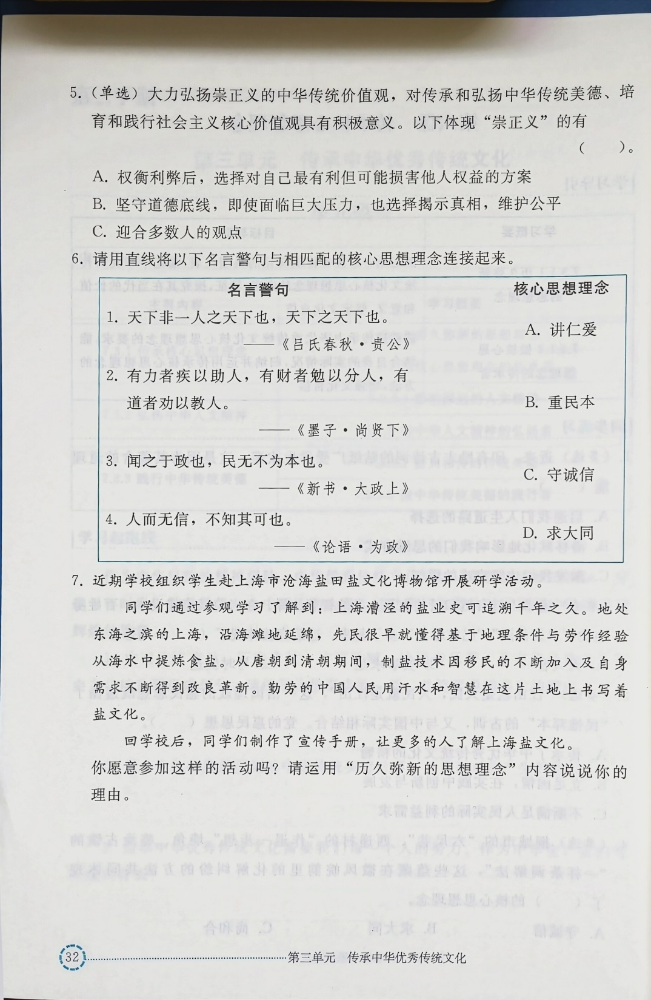 5.（单选）大力弘扬崇正义的中华传统价值观，对传承和弘扬中华传统美德、培
育和践行社会主义核心价值观具有积极意义。以下体现“崇正义”的有
（　　）。
A. 权衡利弊后，选择对自己最有利但可能损害他人权益的方案
B. 坚守道德底线，即使面临巨大压力，也选择揭示真相，维护公平
C. 迎合多数人的观点
6. 请用直线将以下名言警句与相匹配的核心思想理念连接起来。
名言警句　核心思想理念
1. 天下非一人之天下也，天下之天下也。
——《吕氏春秋·贵公》
A. 讲仁爱
2. 有力者疾以助人，有财者勉以分人，有
道者劝以教人。
——《墨子·尚贤下》
B. 重民本
3. 闻之于政也，民无不为本也。
——《新书·大政上》
C. 守诚信
4. 人而无信，不知其可也。
——《论语·为政》
D. 求大同
7. 近期学校组织学生赴上海市沧海盐田盐文化博物馆开展研学活动。
同学们通过参观学习了解到：上海漕泾的盐业史可追溯千年之久。地处
东海之滨的上海，沿海滩地延绵，先民很早就懂得基于地理条件与劳作经验
从海水中提炼食盐。从唐朝到清朝期间，制盐技术因移民的不断加入及自身
需求不断得到改良革新。勤劳的中国人民用汗水和智慧在这片土地上书写着
盐文化。
回学校后，同学们制作了宣传手册，让更多的人了解上海盐文化。
你愿意参加这样的活动吗？请运用“历久弥新的思想理念”内容说说你的
理由。
32　第三单元　传承中华优秀传统文化